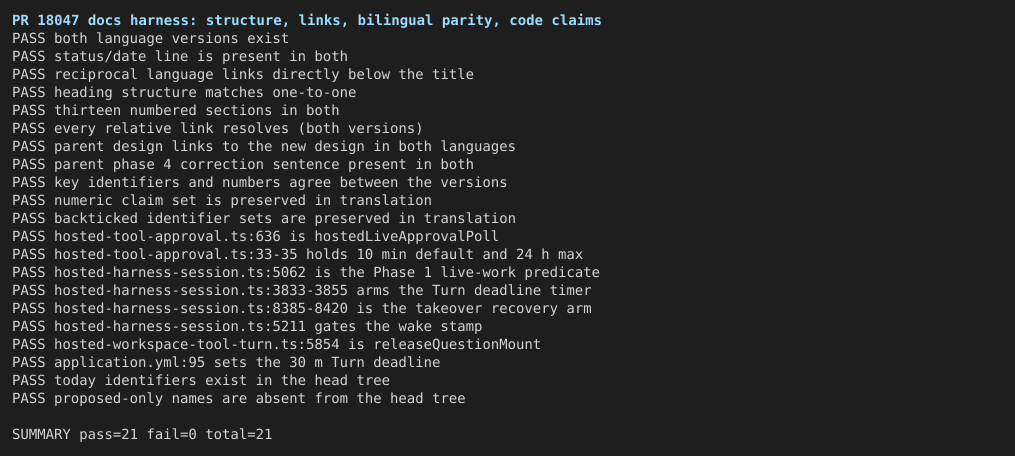 PR 18047 docs harness: structure, links, bilingual parity, code claims
PASS both language versions exist
PASS status/date line is present in both
PASS reciprocal language links directly below the title
PASS heading structure matches one-to-one
PASS thirteen numbered sections in both
PASS every relative link resolves (both versions)
PASS parent design links to the new design in both languages
PASS parent phase 4 correction sentence present in both
PASS key identifiers and numbers agree between the versions
PASS numeric claim set is preserved in translation
PASS backticked identifier sets are preserved in translation
PASS hosted-tool-approval.ts:636 is hostedLiveApprovalPoll
PASS hosted-tool-approval.ts:33-35 holds 10 min default and 24 h max
PASS hosted-harness-session.ts:5062 is the Phase 1 live-work predicate
PASS hosted-harness-session.ts:3833-3855 arms the Turn deadline timer
PASS hosted-harness-session.ts:8385-8420 is the takeover recovery arm
PASS hosted-harness-session.ts:5211 gates the wake stamp
PASS hosted-workspace-tool-turn.ts:5854 is releaseQuestionMount
PASS application.yml:95 sets the 30 m Turn deadline
PASS today identifiers exist in the head tree
PASS proposed-only names are absent from the head tree
SUMMARY pass=21 fail=0 total=21